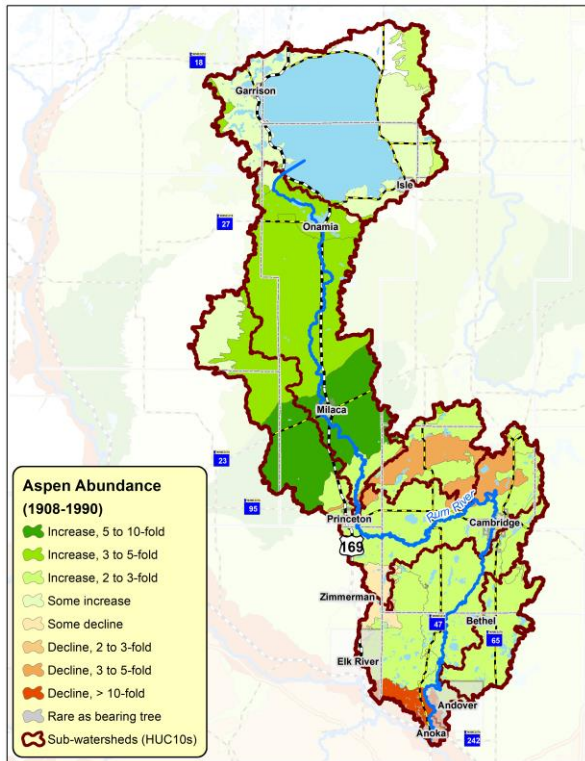 18
Garrison
Isle
27
Onamia
Milaca
23
95
Princeton
Rum River
Cambridge
169
Zimmerman
47
Bethel
65
Elk River
Andover
Anoka
242
Aspen Abundance
(1908-1990)
Increase, 5 to 10-fold
Increase, 3 to 5-fold
Increase, 2 to 3-fold
Some increase
Some decline
Decline, 2 to 3-fold
Decline, 3 to 5-fold
Decline, > 10-fold
Rare as bearing tree
Sub-watersheds (HUC10s)